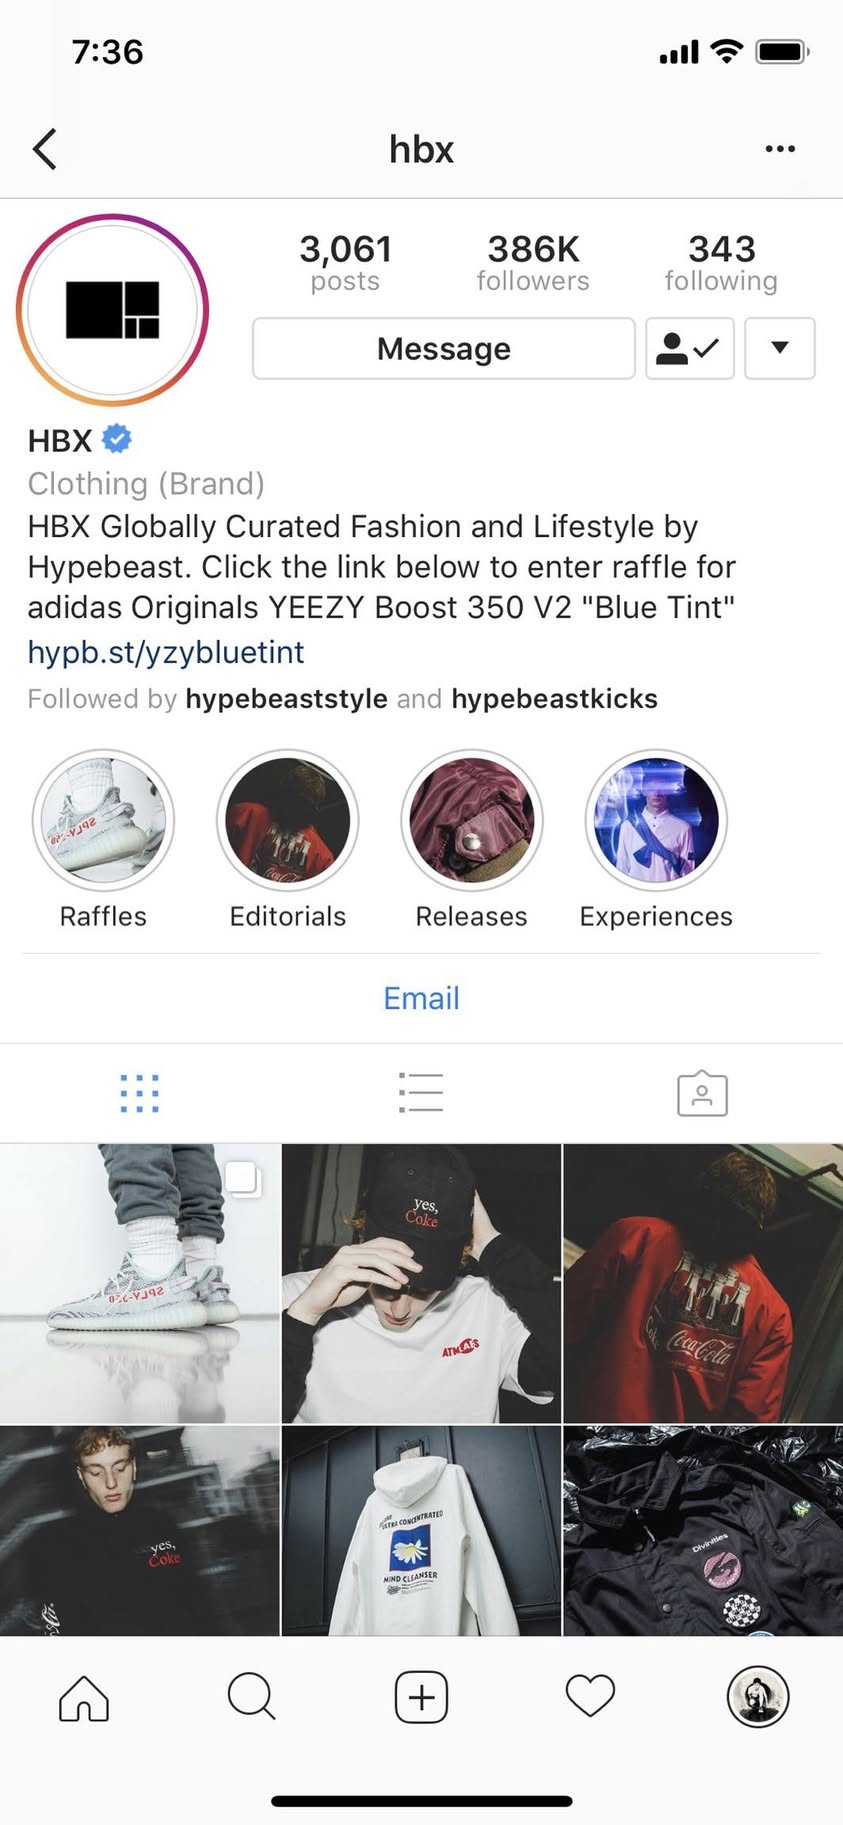 7:36
hbx
3,061
posts
386K
followers
343
following
Message
HBX
Clothing (Brand)
HBX Globally Curated Fashion and Lifestyle by
Hypebeast. Click the link below to enter raffle for
adidas Originals YEEZY Boost 350 V2 "Blue Tint"
hypb.st/yzybluetint
Followed by hypebeaststyle and hypebeastkicks
Raffles
Editorials
Releases
Experiences
Email
yes,
Coke
Coca-Cola
yes,
Coke
ULTRA CONCENTRATED
MIND CLEANSER
Divinities